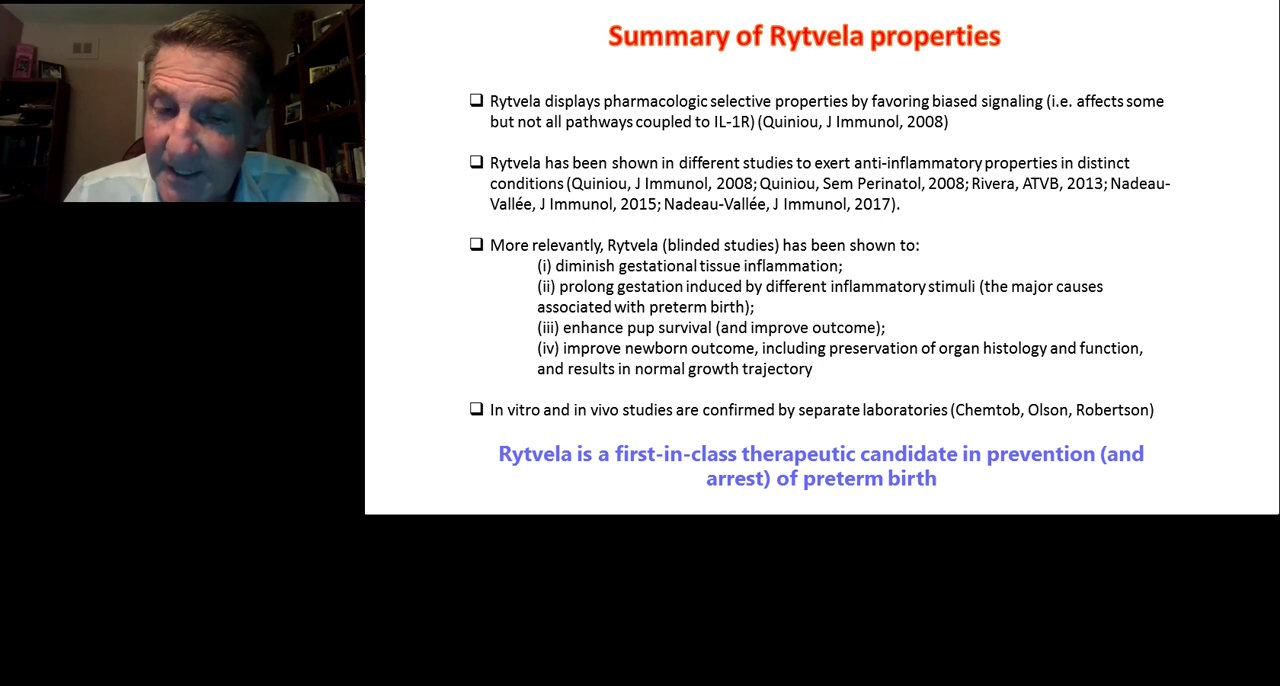 Summary of Rytvela properties
❑ Rytvela displays pharmacologic selective properties by favoring biased signaling (i.e. affects some
but not all pathways coupled to IL-1R) (Quiniou, J Immunol, 2008)
❑ Rytvela has been shown in different studies to exert anti-inflammatory properties in distinct
conditions (Quiniou, J Immunol, 2008; Quiniou, Sem Perinatol, 2008; Rivera, ATVB, 2013; Nadeau-
Vallée, J Immunol, 2015; Nadeau-Vallée, J Immunol, 2017).
❑ More relevantly, Rytvela (blinded studies) has been shown to:
(i) diminish gestational tissue inflammation;
(ii) prolong gestation induced by different inflammatory stimuli (the major causes
associated with preterm birth);
(iii) enhance pup survival (and improve outcome);
(iv) improve newborn outcome, including preservation of organ histology and function,
and results in normal growth trajectory
❑ In vitro and in vivo studies are confirmed by separate laboratories (Chemtob, Olson, Robertson)
Rytvela is a first-in-class therapeutic candidate in prevention (and
arrest) of preterm birth